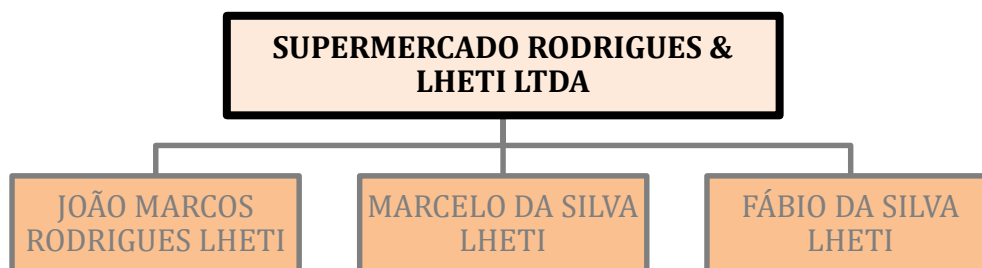 SUPERMERCADO RODRIGUES &
LHETI LTDA
JOÃO MARCOS
RODRIGUES LHETI
MARCELO DA SILVA
LHETI
FÁBIO DA SILVA
LHETI